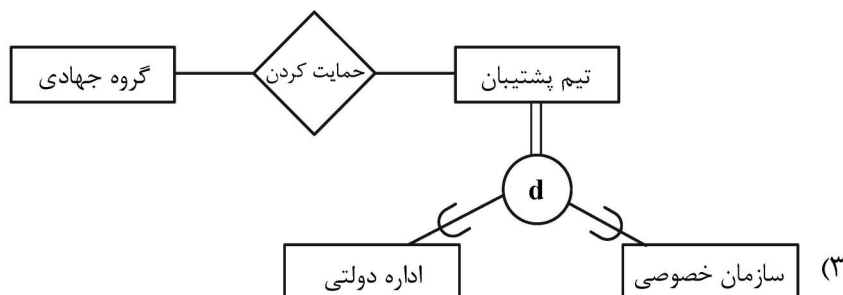 گروه جهادی
حمایت کردن
تیم پشتیبان
d
اداره دولتی
سازمان خصوصی
۳)